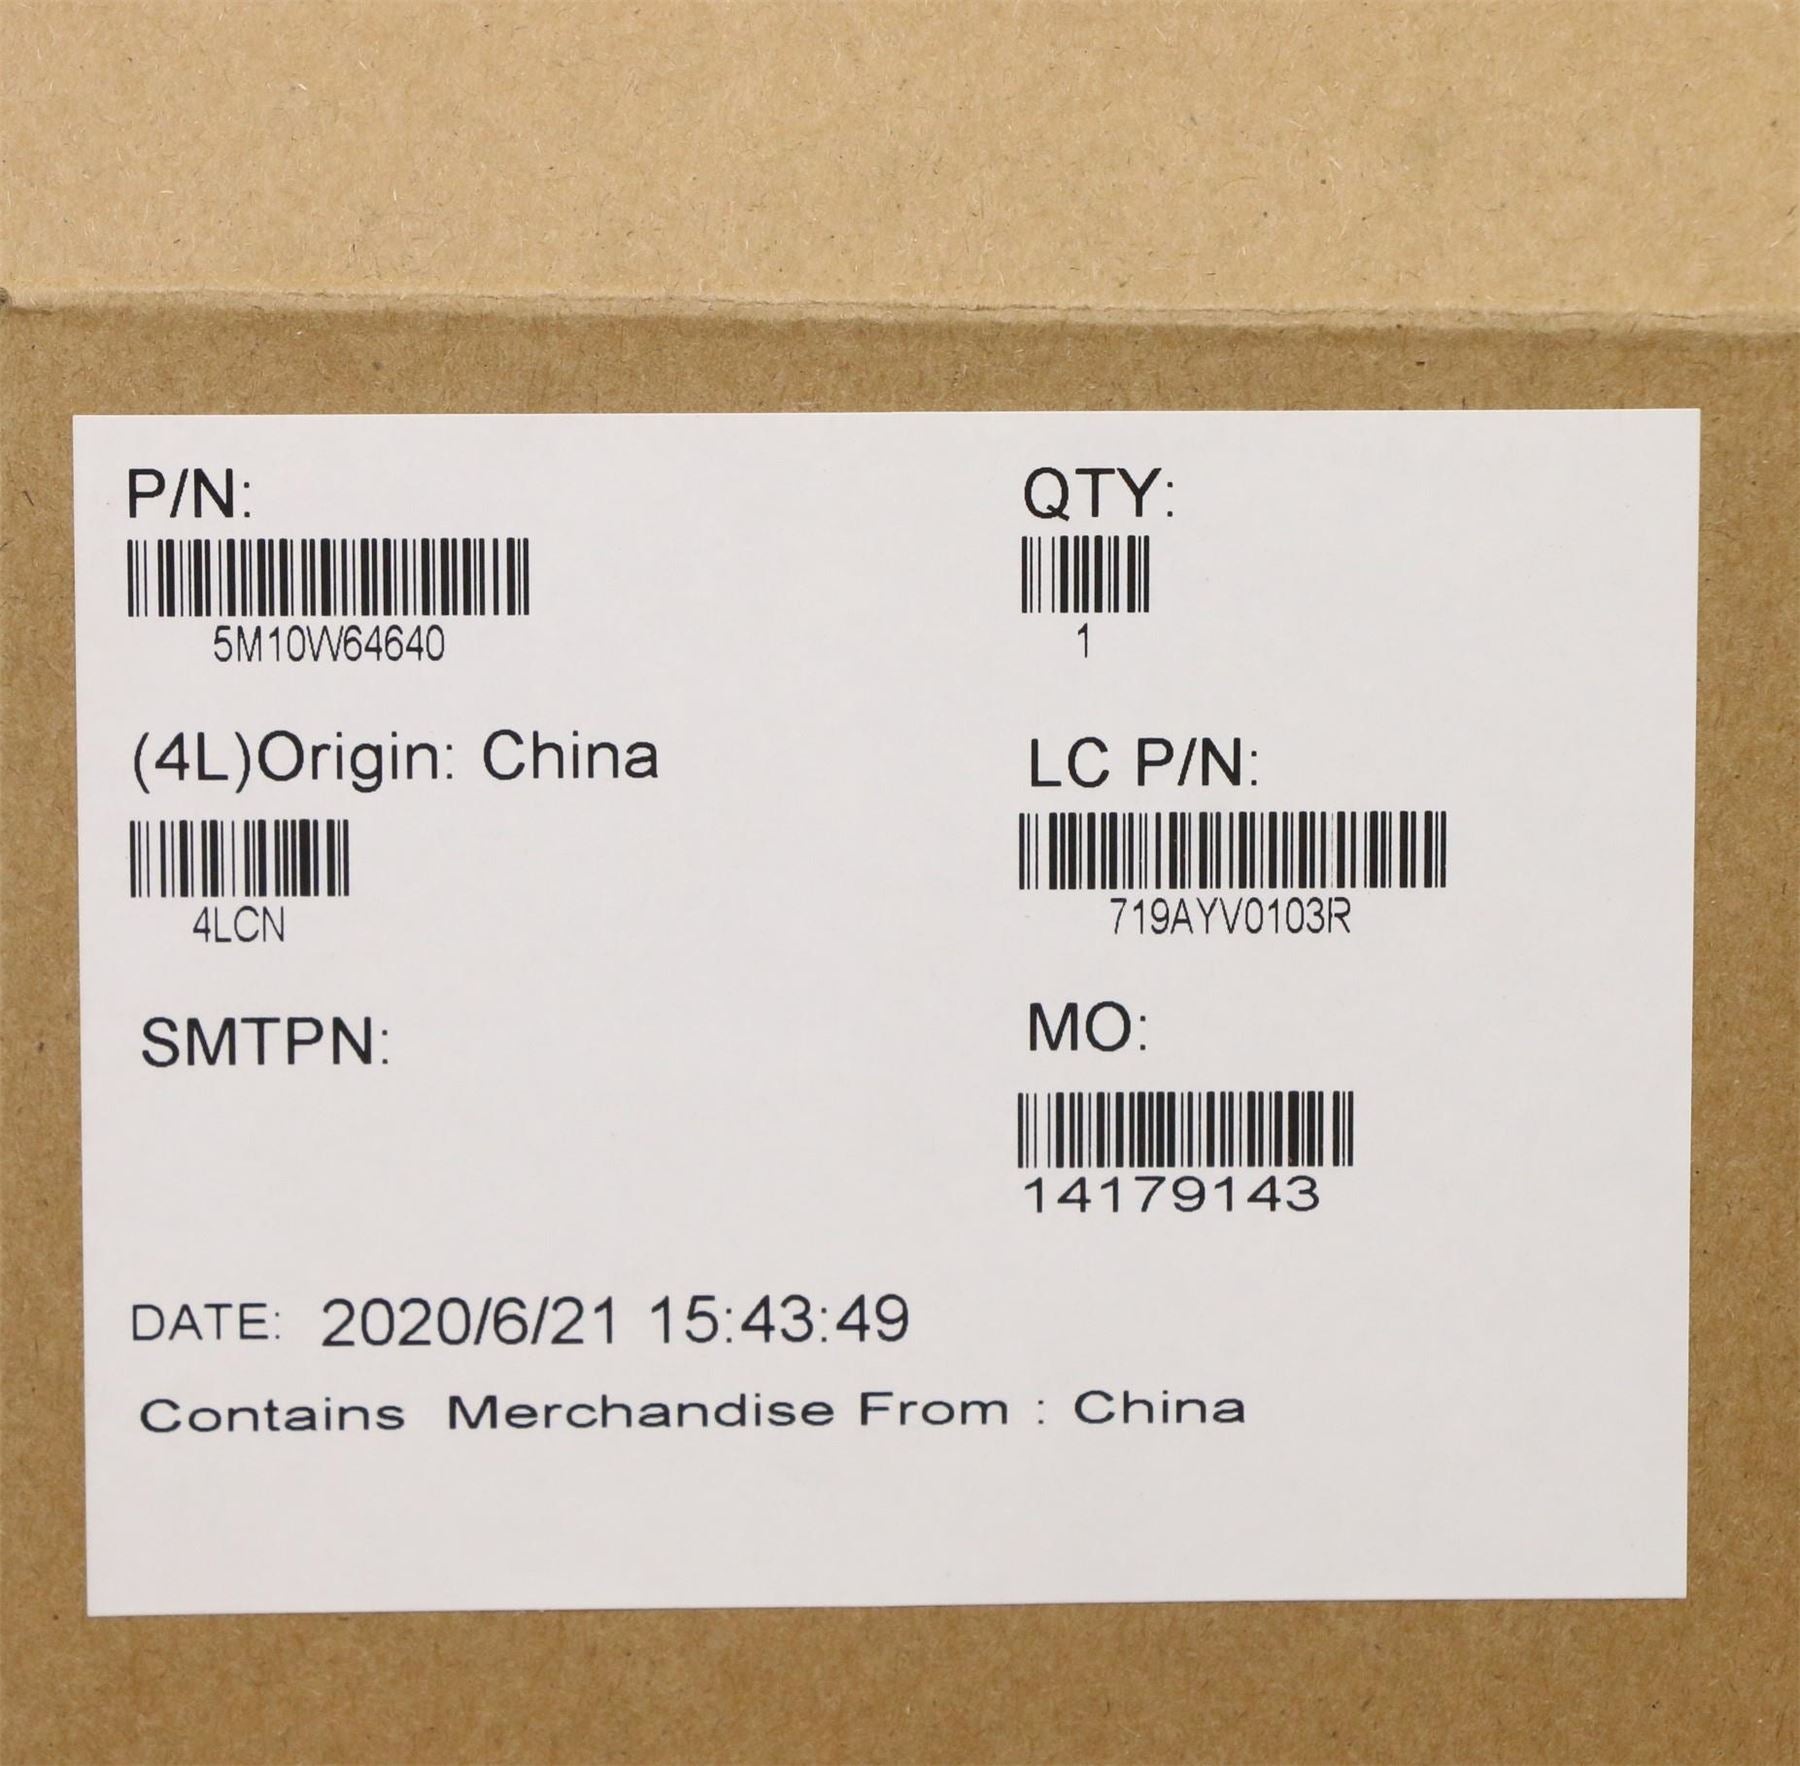 P/N:
5M10W64640
QTY:
1
(4L)Origin: China
4LCN
LC P/N:
719AYV0103R
SMTPN:
MO:
14179143
DATE: 2020/6/21 15:43:49
Contains Merchandise From : China